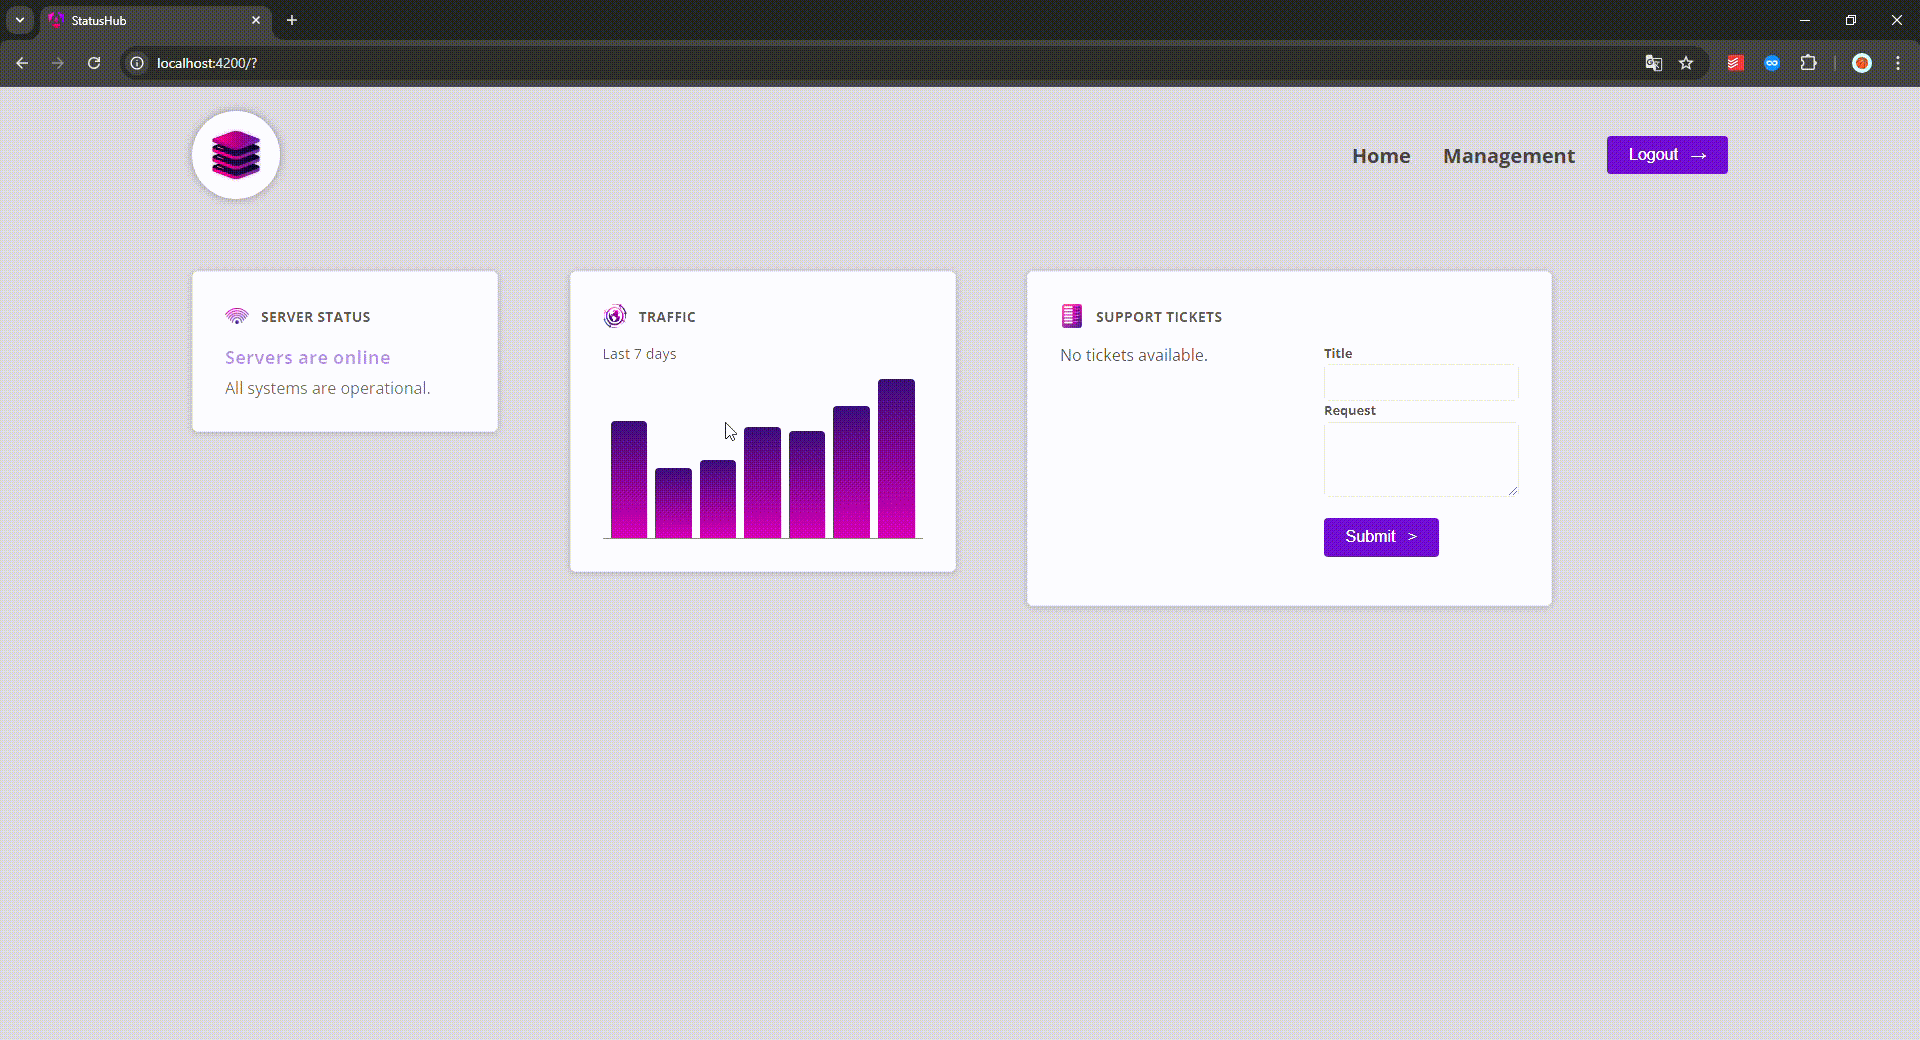 StatusHub
localhost:4200/?
Home
Management
Logout →
SERVER STATUS
Servers are online
All systems are operational.
TRAFFIC
Last 7 days
SUPPORT TICKETS
No tickets available.
Title
Request
Submit >